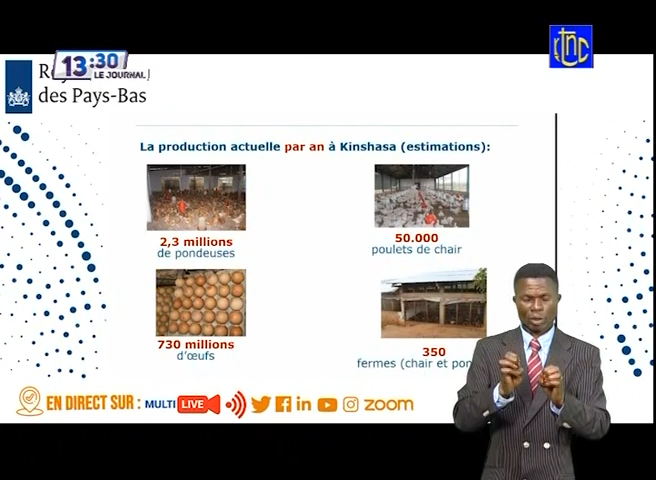 rtnc
13:30
LE JOURNAL
des Pays-Bas
La production actuelle par an à Kinshasa (estimations):
2,3 millions
de pondeuses
50.000
poulets de chair
730 millions
d'œufs
350
fermes (chair et
EN DIRECT SUR : MULTI LIVE zoom